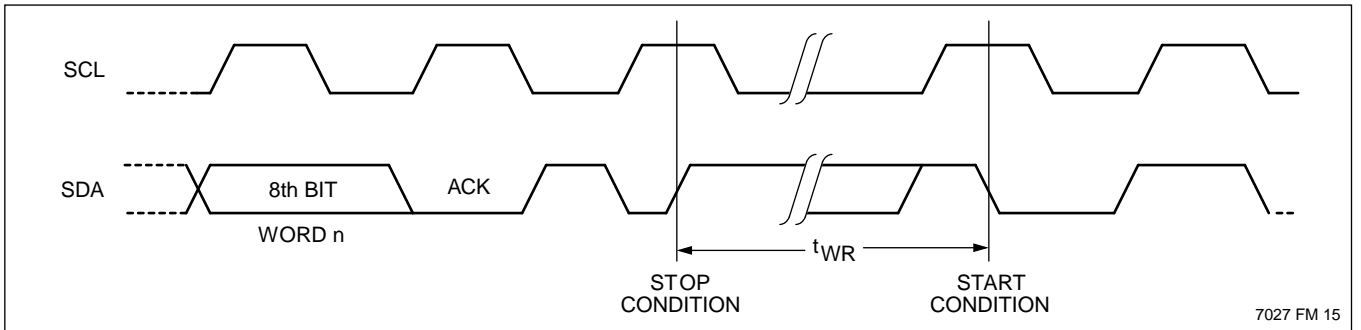 SCL
SDA
8th BIT
ACK
WORD n
tWR
STOP
CONDITION
START
CONDITION
7027 FM 15